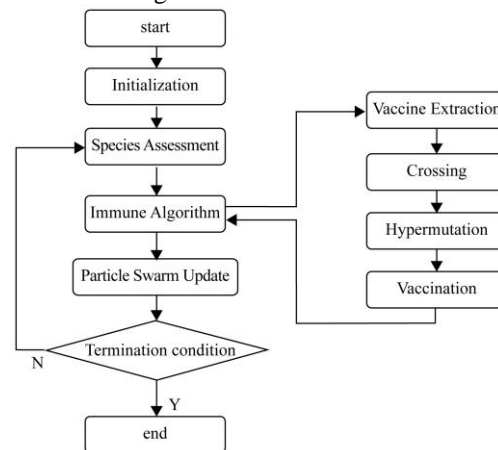 start
Initialization
Species Assessment
Immune Algorithm
Particle Swarm Update
Termination condition
N
Y
end
Vaccine Extraction
Crossing
Hypermutation
Vaccination